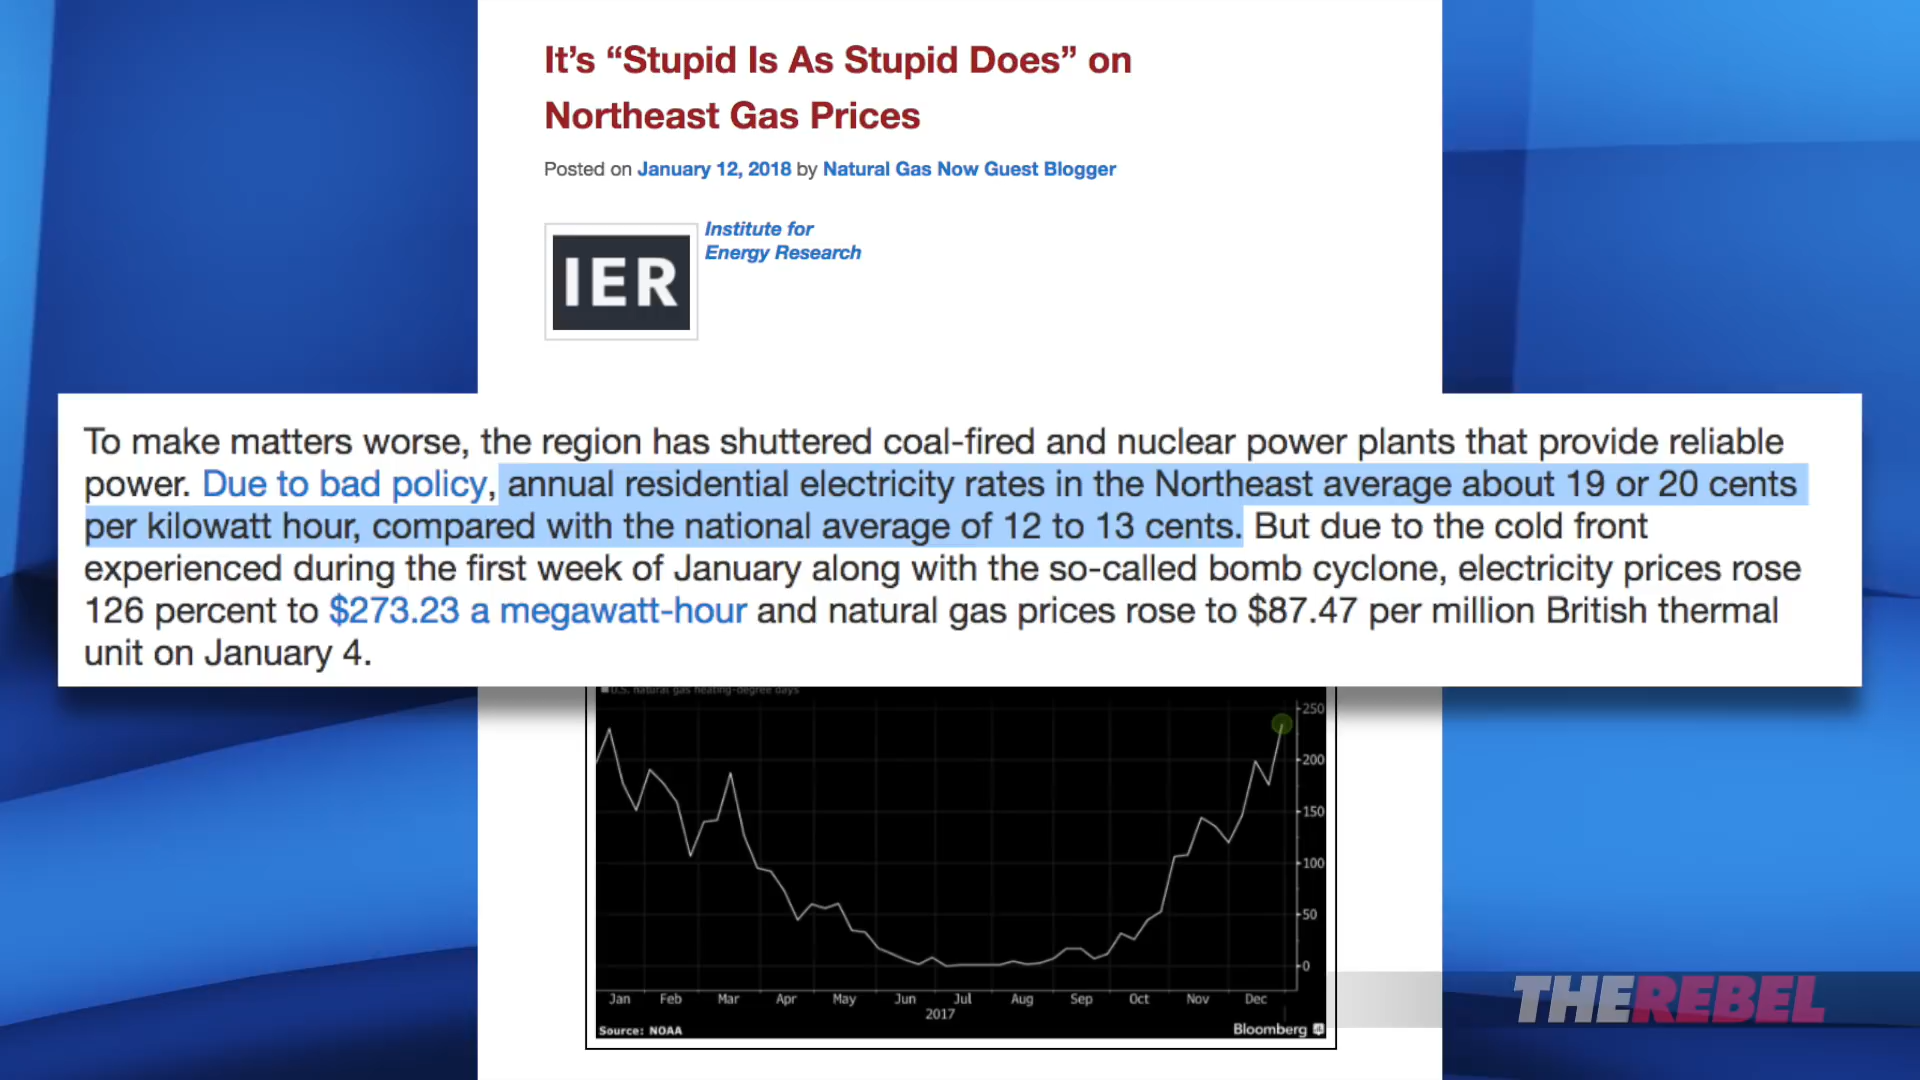 It's “Stupid Is As Stupid Does” on
Northeast Gas Prices
Posted on January 12, 2018 by Natural Gas Now Guest Blogger
IER
Institute for
Energy Research
To make matters worse, the region has shuttered coal-fired and nuclear power plants that provide reliable
power. Due to bad policy, annual residential electricity rates in the Northeast average about 19 or 20 cents
per kilowatt hour, compared with the national average of 12 to 13 cents. But due to the cold front
experienced during the first week of January along with the so-called bomb cyclone, electricity prices rose
126 percent to $273.23 a megawatt-hour and natural gas prices rose to $87.47 per million British thermal
unit on January 4.
U.S. natural gas heating-degree days
250
200
150
100
50
0
Jan Feb Mar Apr May Jun Jul Aug Sep Oct Nov Dec
2017
Source: NOAA
Bloomberg
THEREBEL